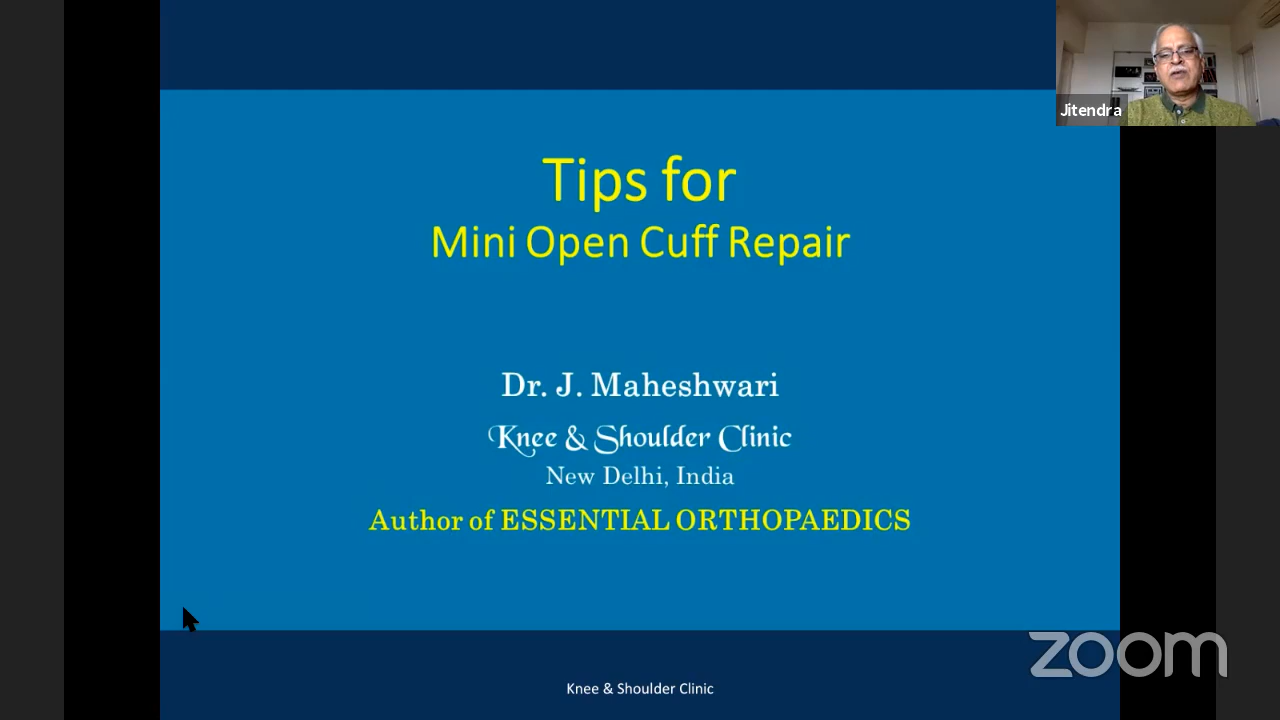 Jitendra
Tips for
Mini Open Cuff Repair
Dr. J. Maheshwari
Knee & Shoulder Clinic
New Delhi, India
Author of ESSENTIAL ORTHOPAEDICS
zoom
Knee & Shoulder Clinic